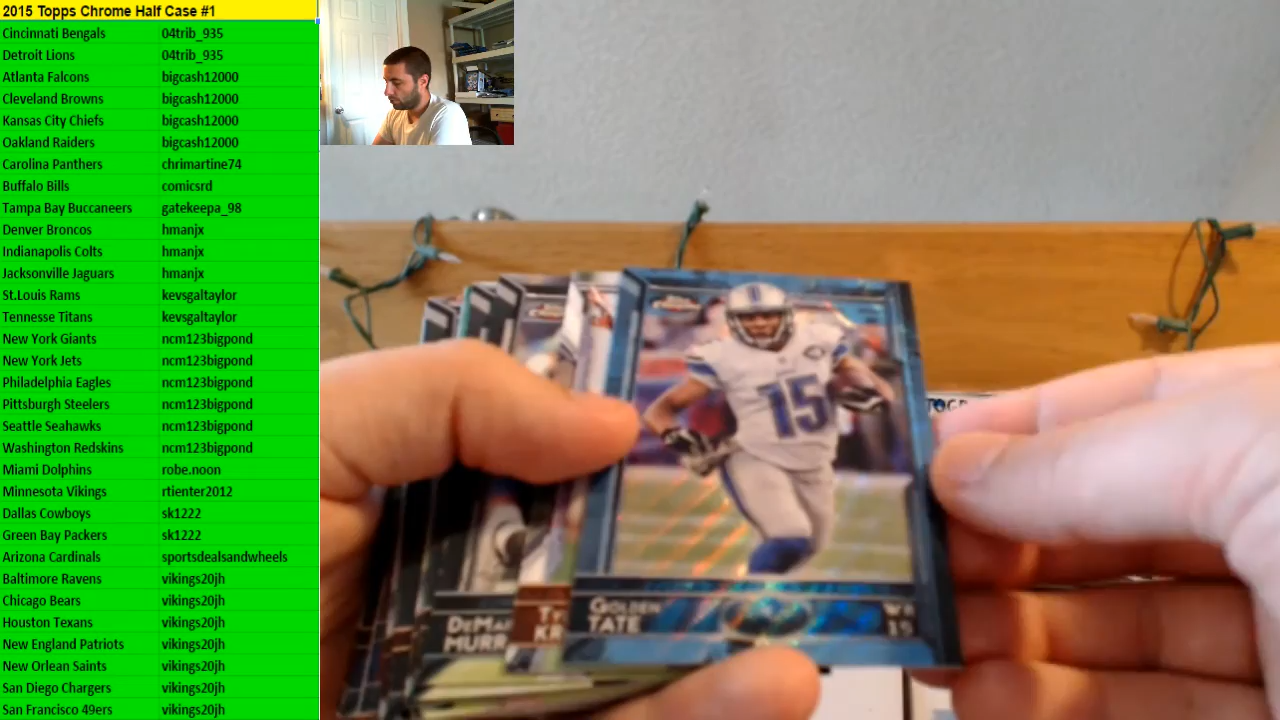 2015 Topps Chrome Half Case #1
Cincinnati Bengals 04trib_935
Detroit Lions 04trib_935
Atlanta Falcons bigcash12000
Cleveland Browns bigcash12000
Kansas City Chiefs bigcash12000
Oakland Raiders bigcash12000
Carolina Panthers chrimartine74
Buffalo Bills comicsrd
Tampa Bay Buccaneers gatekeepa_98
Denver Broncos hmanjx
Indianapolis Colts hmanjx
Jacksonville Jaguars hmanjx
St.Louis Rams kevsgaltaylor
Tennesse Titans kevsgaltaylor
New York Giants ncm123bigpond
New York Jets ncm123bigpond
Philadelphia Eagles ncm123bigpond
Pittsburgh Steelers ncm123bigpond
Seattle Seahawks ncm123bigpond
Washington Redskins ncm123bigpond
Miami Dolphins robe.noon
Minnesota Vikings rtienter2012
Dallas Cowboys sk1222
Green Bay Packers sk1222
Arizona Cardinals sportsdealsandwheels
Baltimore Ravens vikings20jh
Chicago Bears vikings20jh
Houston Texans vikings20jh
New England Patriots vikings20jh
New Orlean Saints vikings20jh
San Diego Chargers vikings20jh
San Francisco 49ers vikings20jh
15
GOLDEN
TATE
WR
15
DEMA
MURR
TY
KR